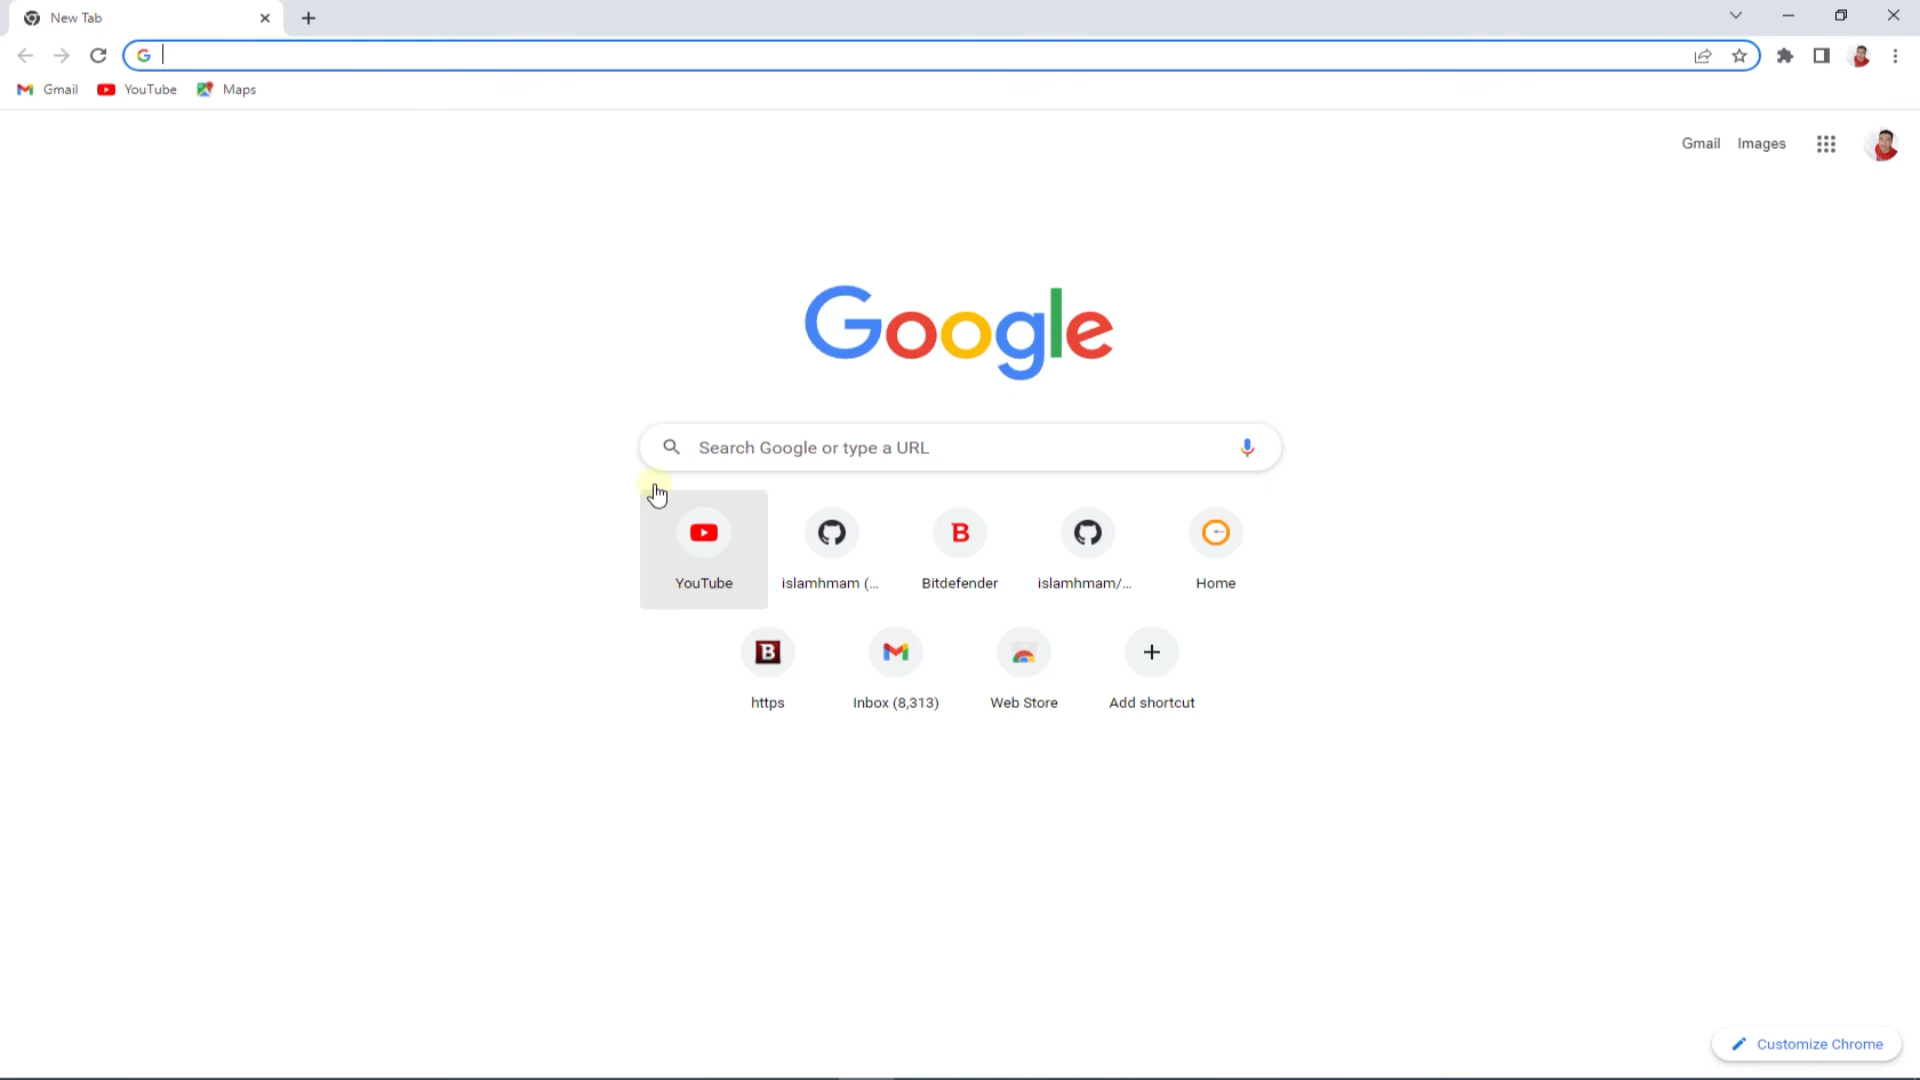 New Tab
Gmail YouTube Maps
Gmail Images
Google
Search Google or type a URL
YouTube islamhmam (... Bitdefender islamhmam/... Home
https Inbox (8,313) Web Store Add shortcut
Customize Chrome